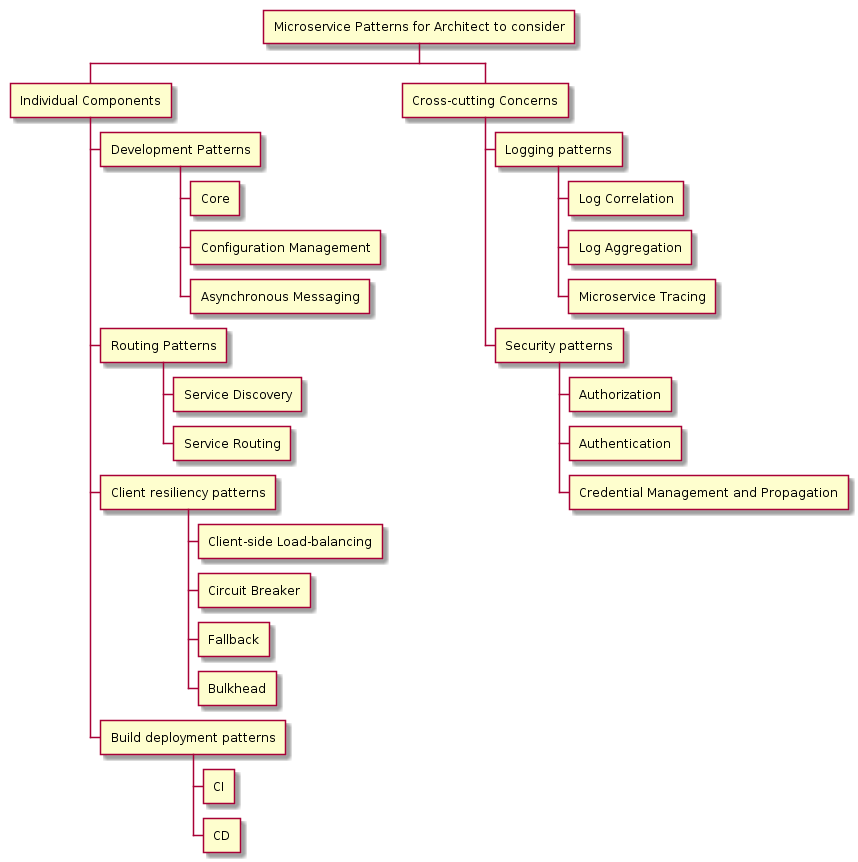 Microservice Patterns for Architect to consider
Individual Components
Development Patterns
Core
Configuration Management
Asynchronous Messaging
Routing Patterns
Service Discovery
Service Routing
Client resiliency patterns
Client-side Load-balancing
Circuit Breaker
Fallback
Bulkhead
Build deployment patterns
CI
CD
Cross-cutting Concerns
Logging patterns
Log Correlation
Log Aggregation
Microservice Tracing
Security patterns
Authorization
Authentication
Credential Management and Propagation